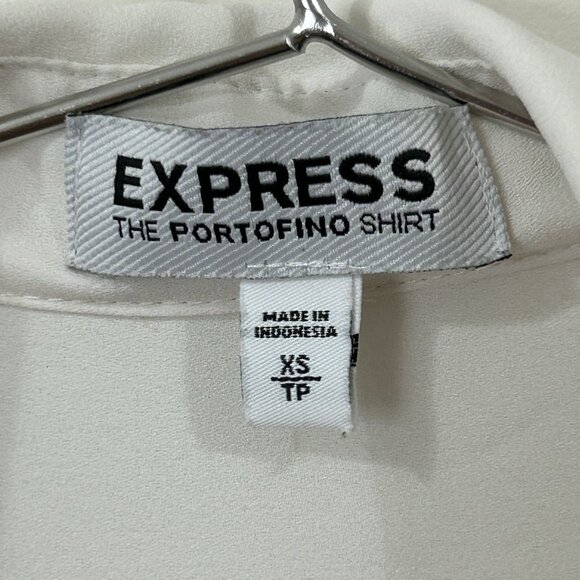 EXPRESS
THE PORTOFINO SHIRT
MADE IN
INDONESIA
XS
TP